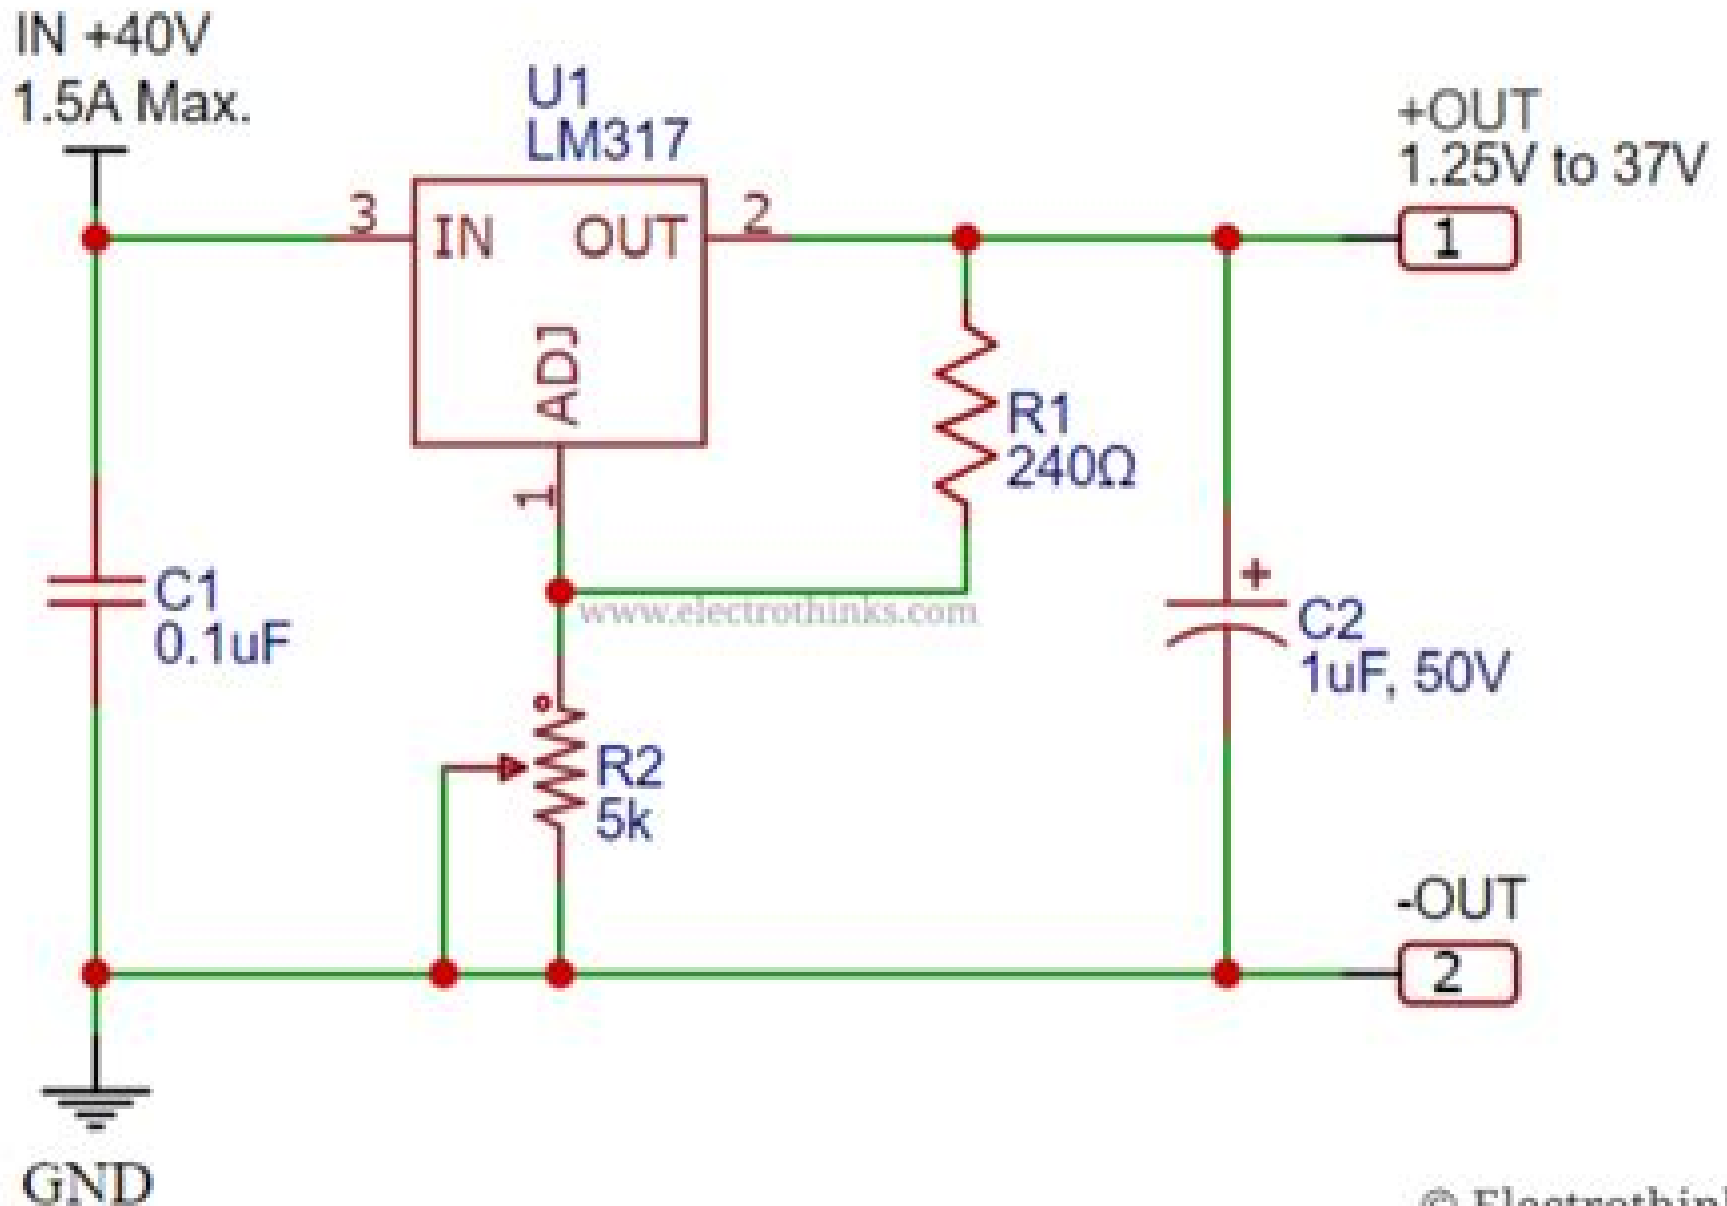 IN +40V
1.5A Max.
U1
LM317
+OUT
1.25V to 37V
3
IN
OUT
2
1
ADJ
1
R1
240Ω
www.electrothinks.com
C1
0.1uF
+
C2
1uF, 50V
R2
5k
-OUT
2
GND
©